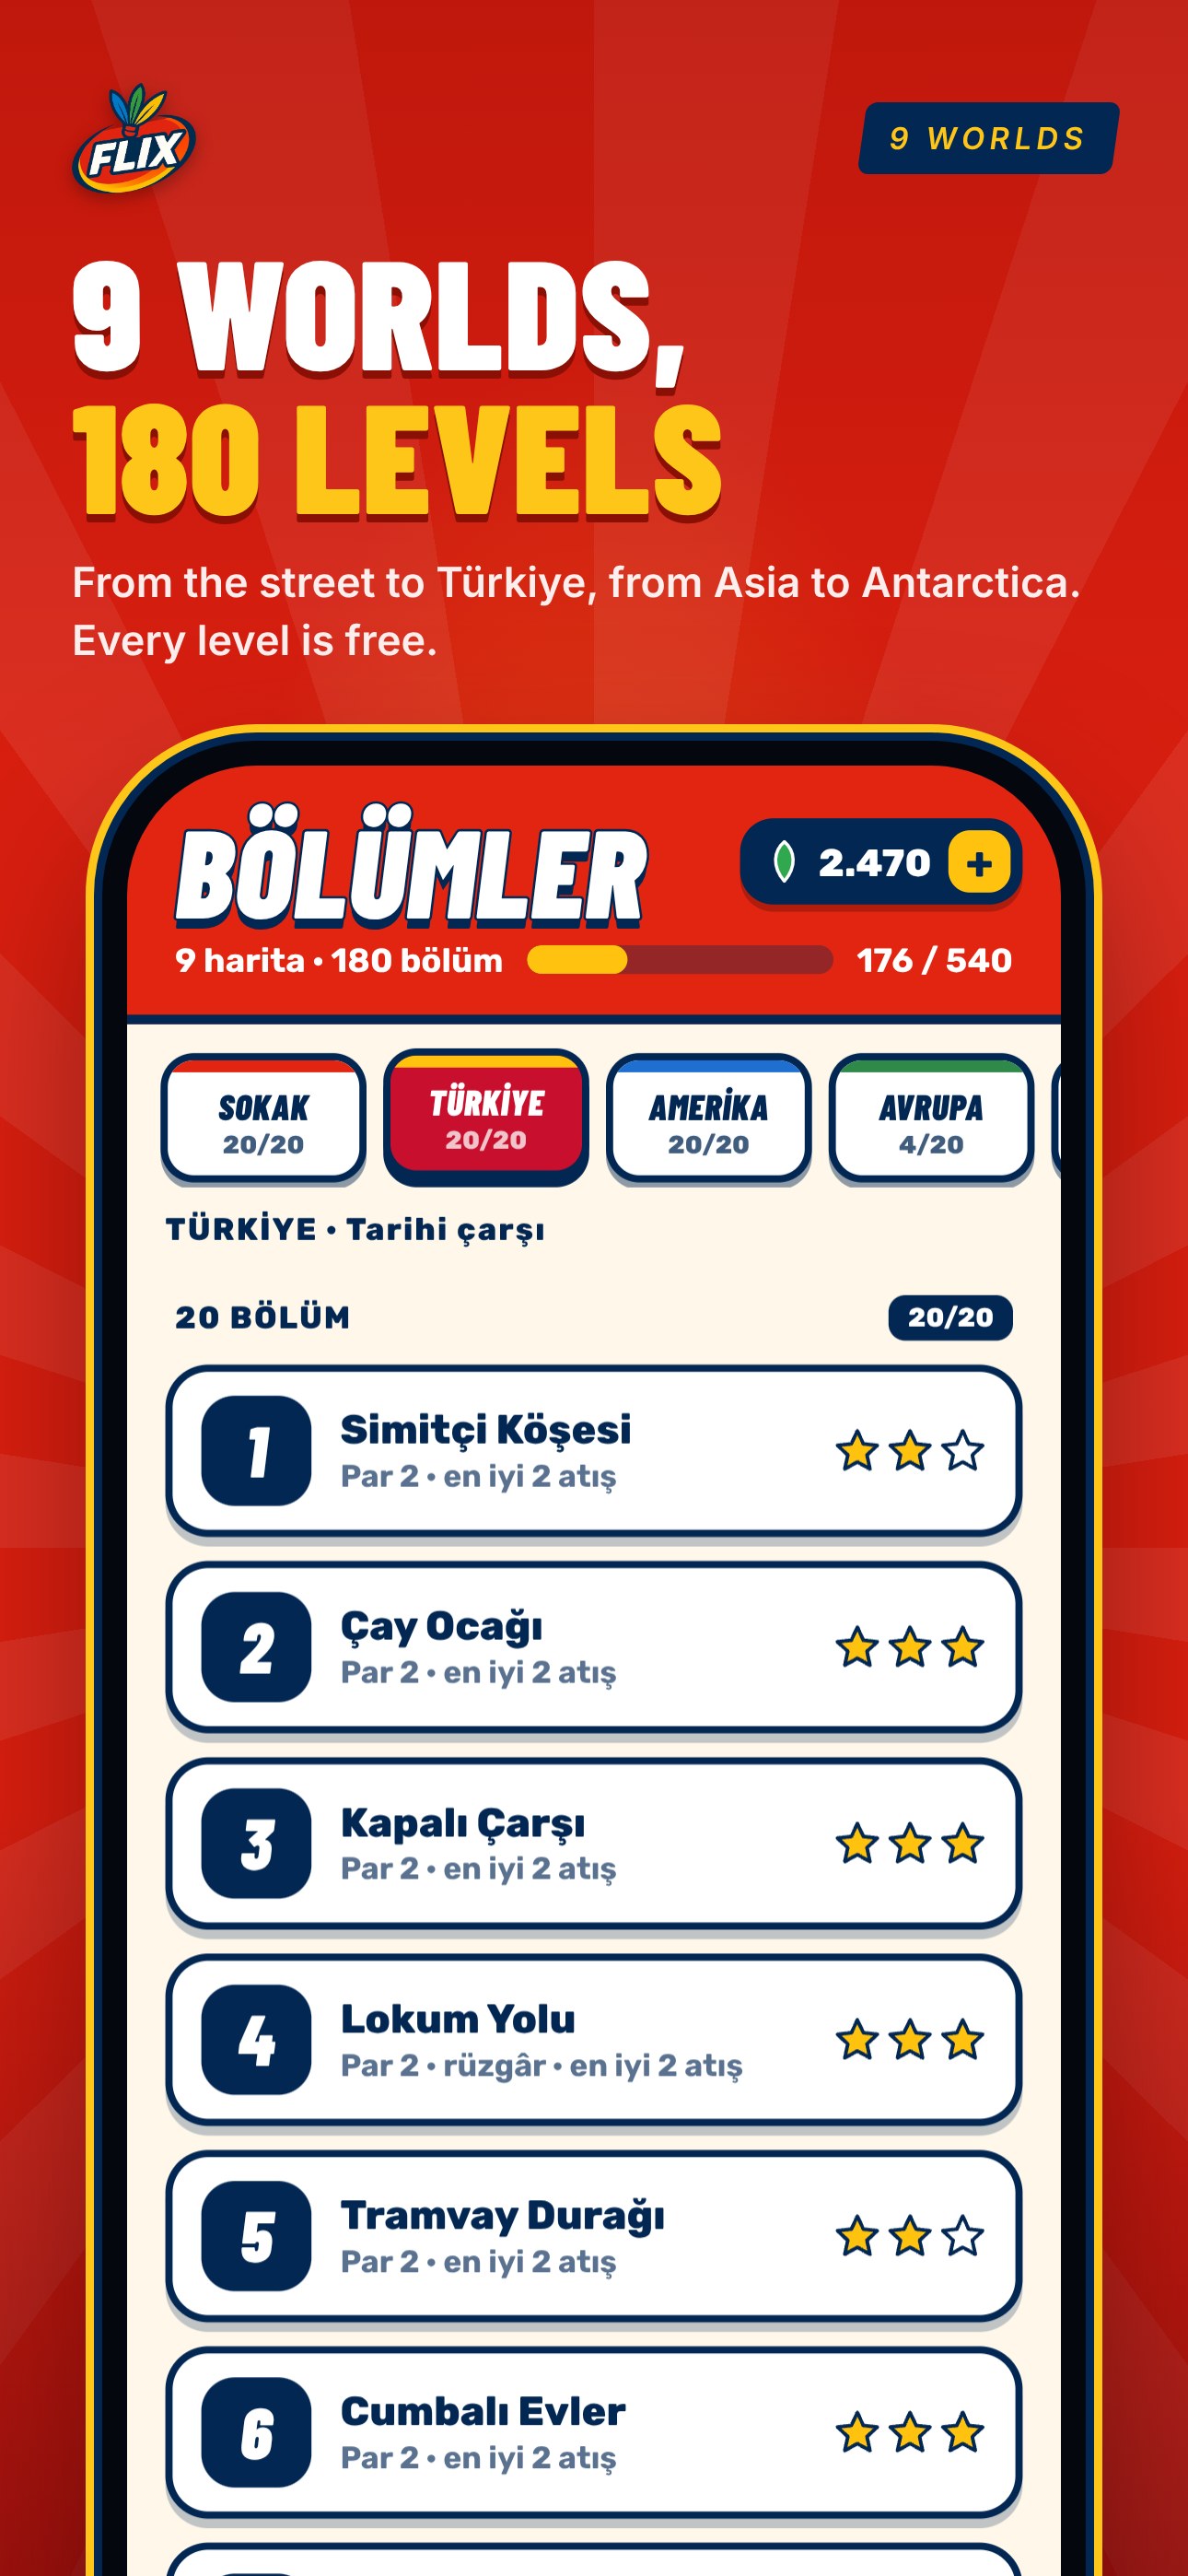 FLIX
9 WORLDS
9 WORLDS,
180 LEVELS
From the street to Türkiye, from Asia to Antarctica.
Every level is free.
BÖLÜMLER
2.470 +
9 harita • 180 bölüm 176 / 540
SOKAK
20/20
TÜRKİYE
20/20
AMERİKA
20/20
AVRUPA
4/20
TÜRKİYE • Tarihi çarşı
20 BÖLÜM 20/20
1
Simitçi Köşesi
Par 2 • en iyi 2 atış
2
Çay Ocağı
Par 2 • en iyi 2 atış
3
Kapalı Çarşı
Par 2 • en iyi 2 atış
4
Lokum Yolu
Par 2 • rüzgâr • en iyi 2 atış
5
Tramvay Durağı
Par 2 • en iyi 2 atış
6
Cumbalı Evler
Par 2 • en iyi 2 atış